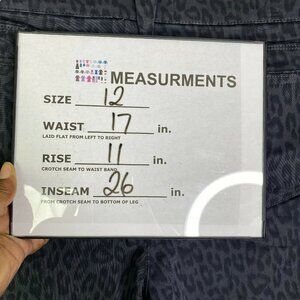 MEASURMENTS
SIZE 12
WAIST 17 in.
LAID FLAT FROM LEFT TO RIGHT
RISE 11 in.
CROTCH SEAM TO WAIST BAND
INSEAM 26 in.
FROM CROTCH SEAM TO BOTTOM OF LEG